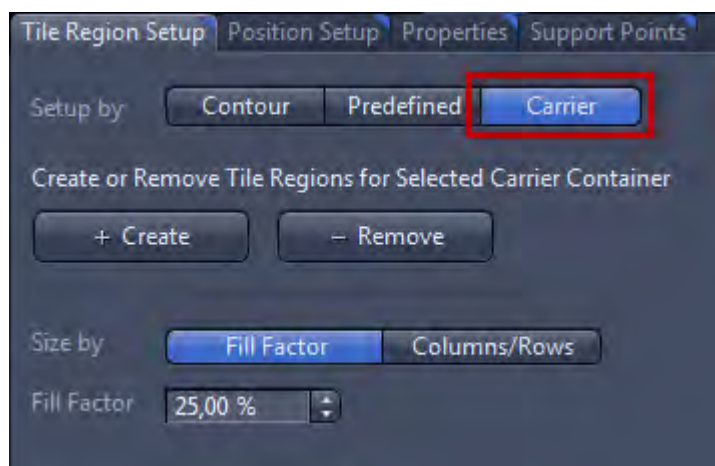 Tile Region Setup Position Setup Properties Support Points
Setup by Contour Predefined Carrier
Create or Remove Tile Regions for Selected Carrier Container
+ Create − Remove
Size by Fill Factor Columns/Rows
Fill Factor 25,00 %